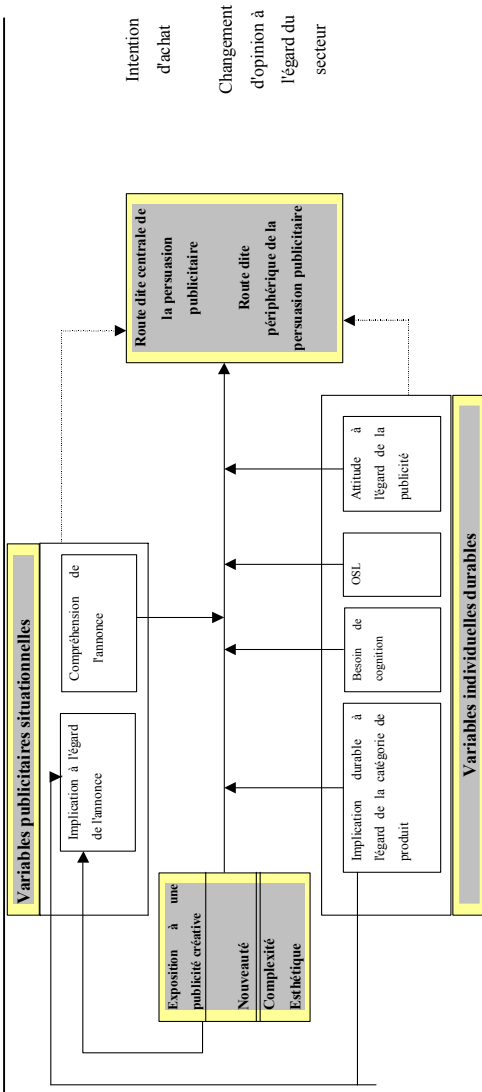 Variables publicitaires situationnelles
Implication à l'égard
de l'annonce
Compréhension de
l'annonce
Exposition à une
publicité créative
Nouveauté
Complexité
Esthétique
Route dite centrale de
la persuasion
publicitaire
Route dite
périphérique de la
persuasion publicitaire
Intention
d'achat
Changement
d'opinion à
l'égard du
secteur
Implication durable à
l'égard de la catégorie de
produit
Besoin de
cognition
OSL
Attitude à
l'égard de la
publicité
Variables individuelles durables